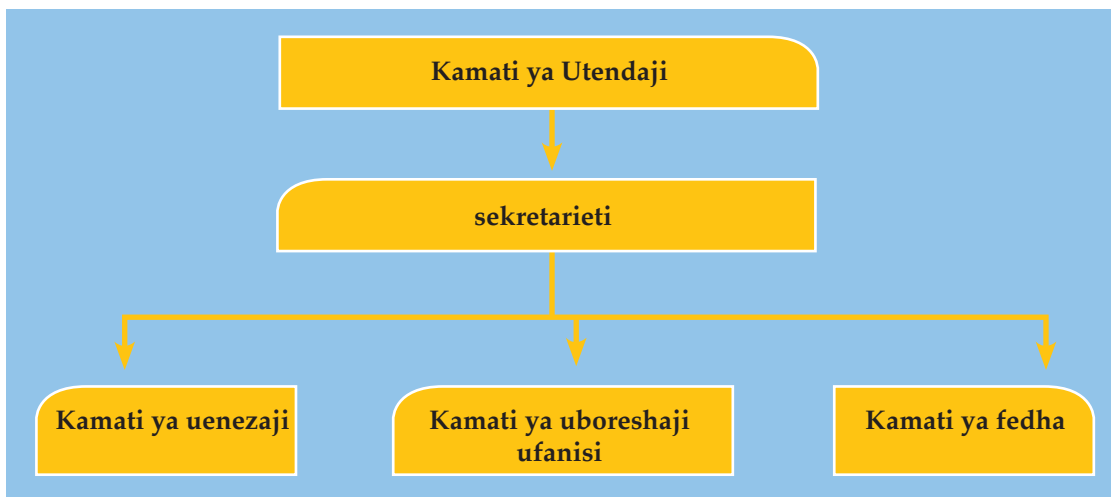 Kamati ya Utendaji
sekretarieti
Kamati ya uenezaji
Kamati ya uboreshaji
ufanisi
Kamati ya fedha